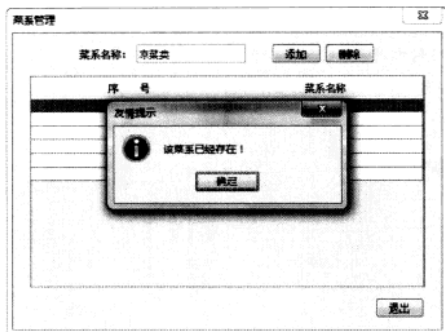 菜系管理
菜系名称： 凉菜类 添加 删除
序 号 菜系名称
友情提示
该菜系已经存在！
确定
退出